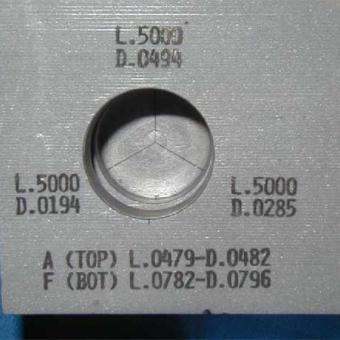 L.5000
D.0494
L.5000
D.0194
L.5000
D.0285
A (TOP) L.0479-D.0482
F (BOT) L.0782-D.0796